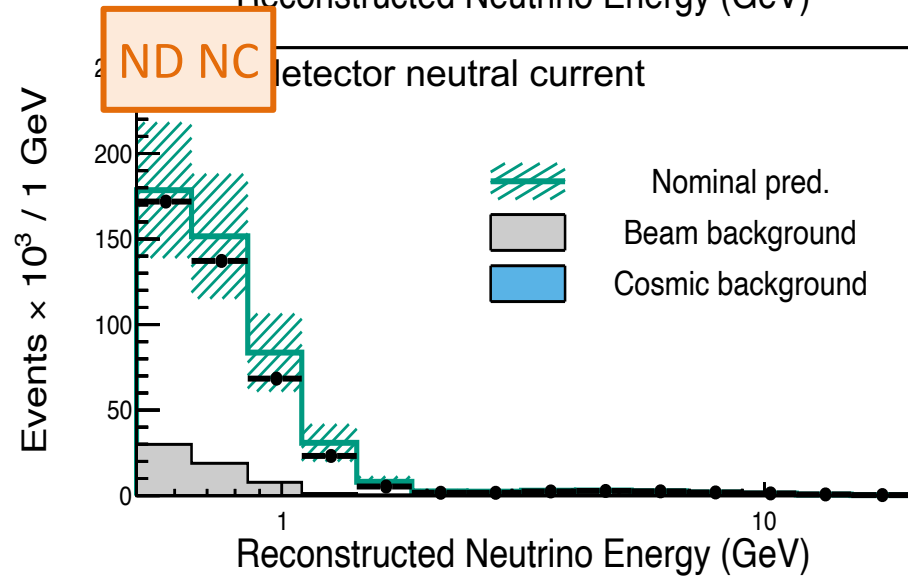 Reconstructed Neutrino Energy (GeV)
ND NC
detector neutral current
Events × 10³ / 1 GeV
200
150
100
50
0
Nominal pred.
Beam background
Cosmic background
1
10
Reconstructed Neutrino Energy (GeV)